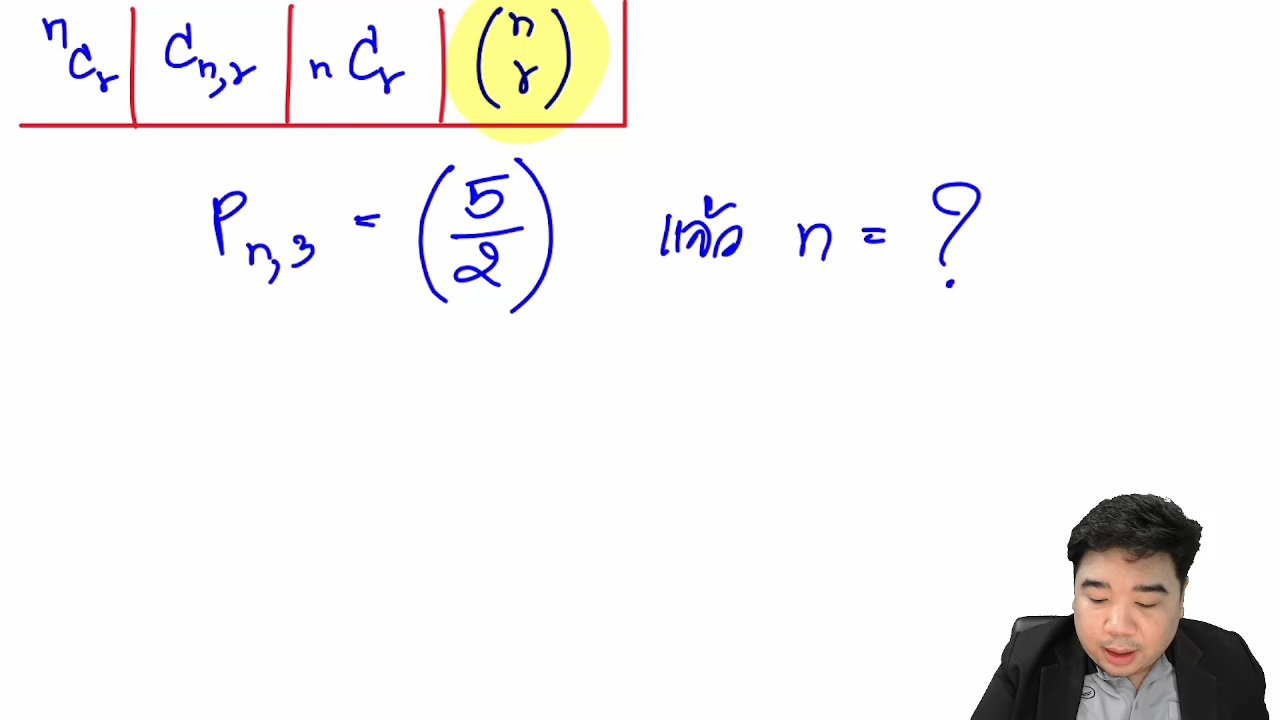 ⁿCᵣ | Cₙ,ᵣ | nCᵣ | (n r)
Pₙ,₃ = (5/2) แล้ว n = ?